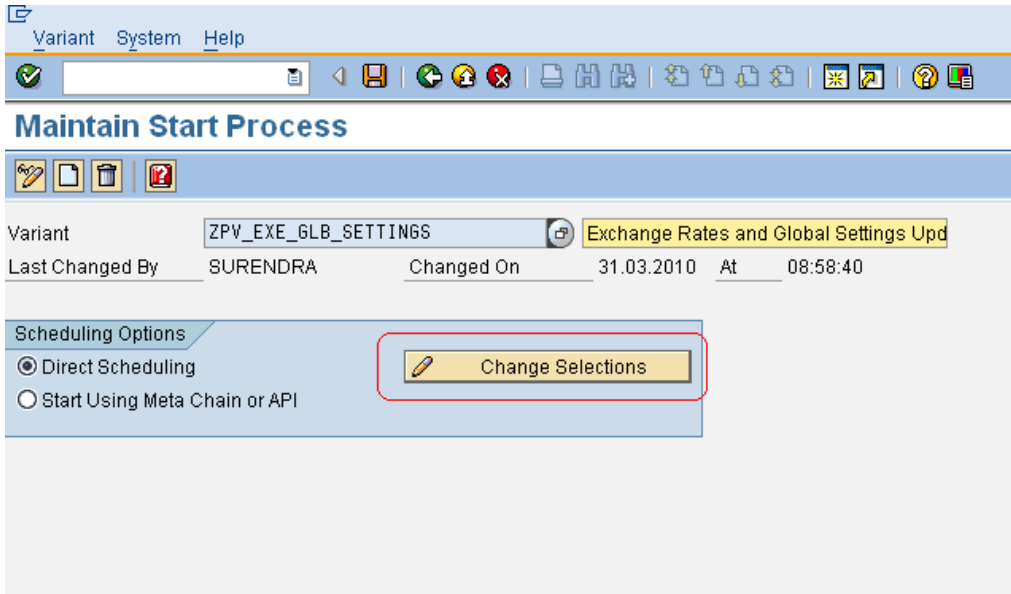 Variant System Help
Maintain Start Process
Variant ZPV_EXE_GLB_SETTINGS Exchange Rates and Global Settings Upd
Last Changed By SURENDRA Changed On 31.03.2010 At 08:58:40
Scheduling Options
Direct Scheduling Change Selections
Start Using Meta Chain or API